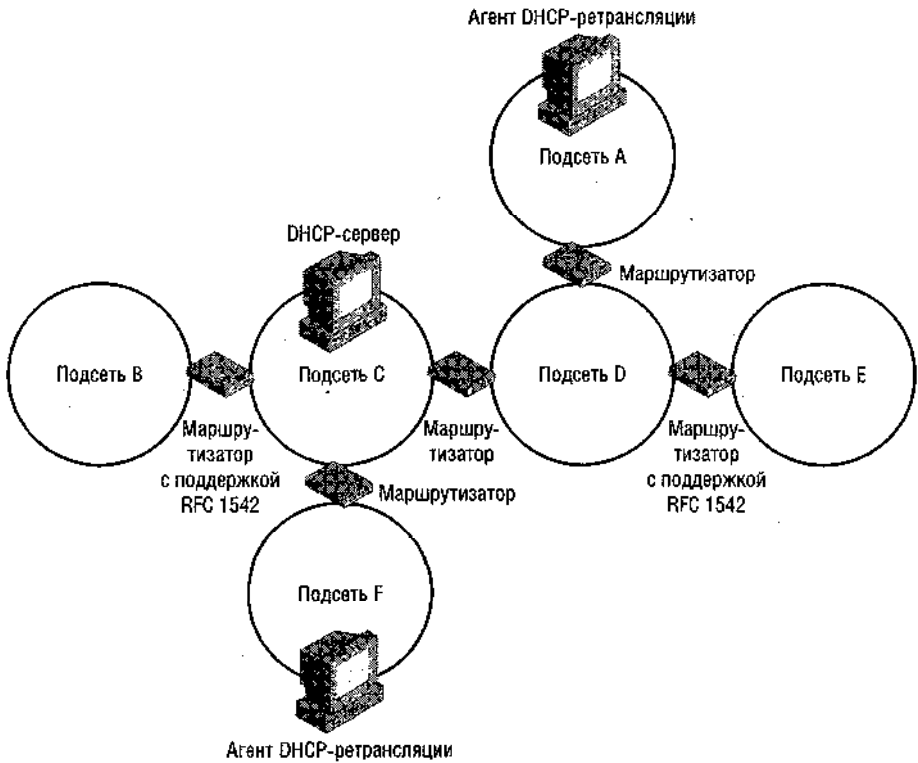 Агент DHCP-ретрансляции
Подсеть A
DHCP-сервер
Маршрутизатор
Подсеть B
Подсеть C
Подсеть D
Подсеть E
Маршру-
тизатор
с поддержкой
RFC 1542
Маршру-
тизатор
Маршру-
тизатор
с поддержкой
RFC 1542
Маршрутизатор
Подсеть F
Агент DHCP-ретрансляции